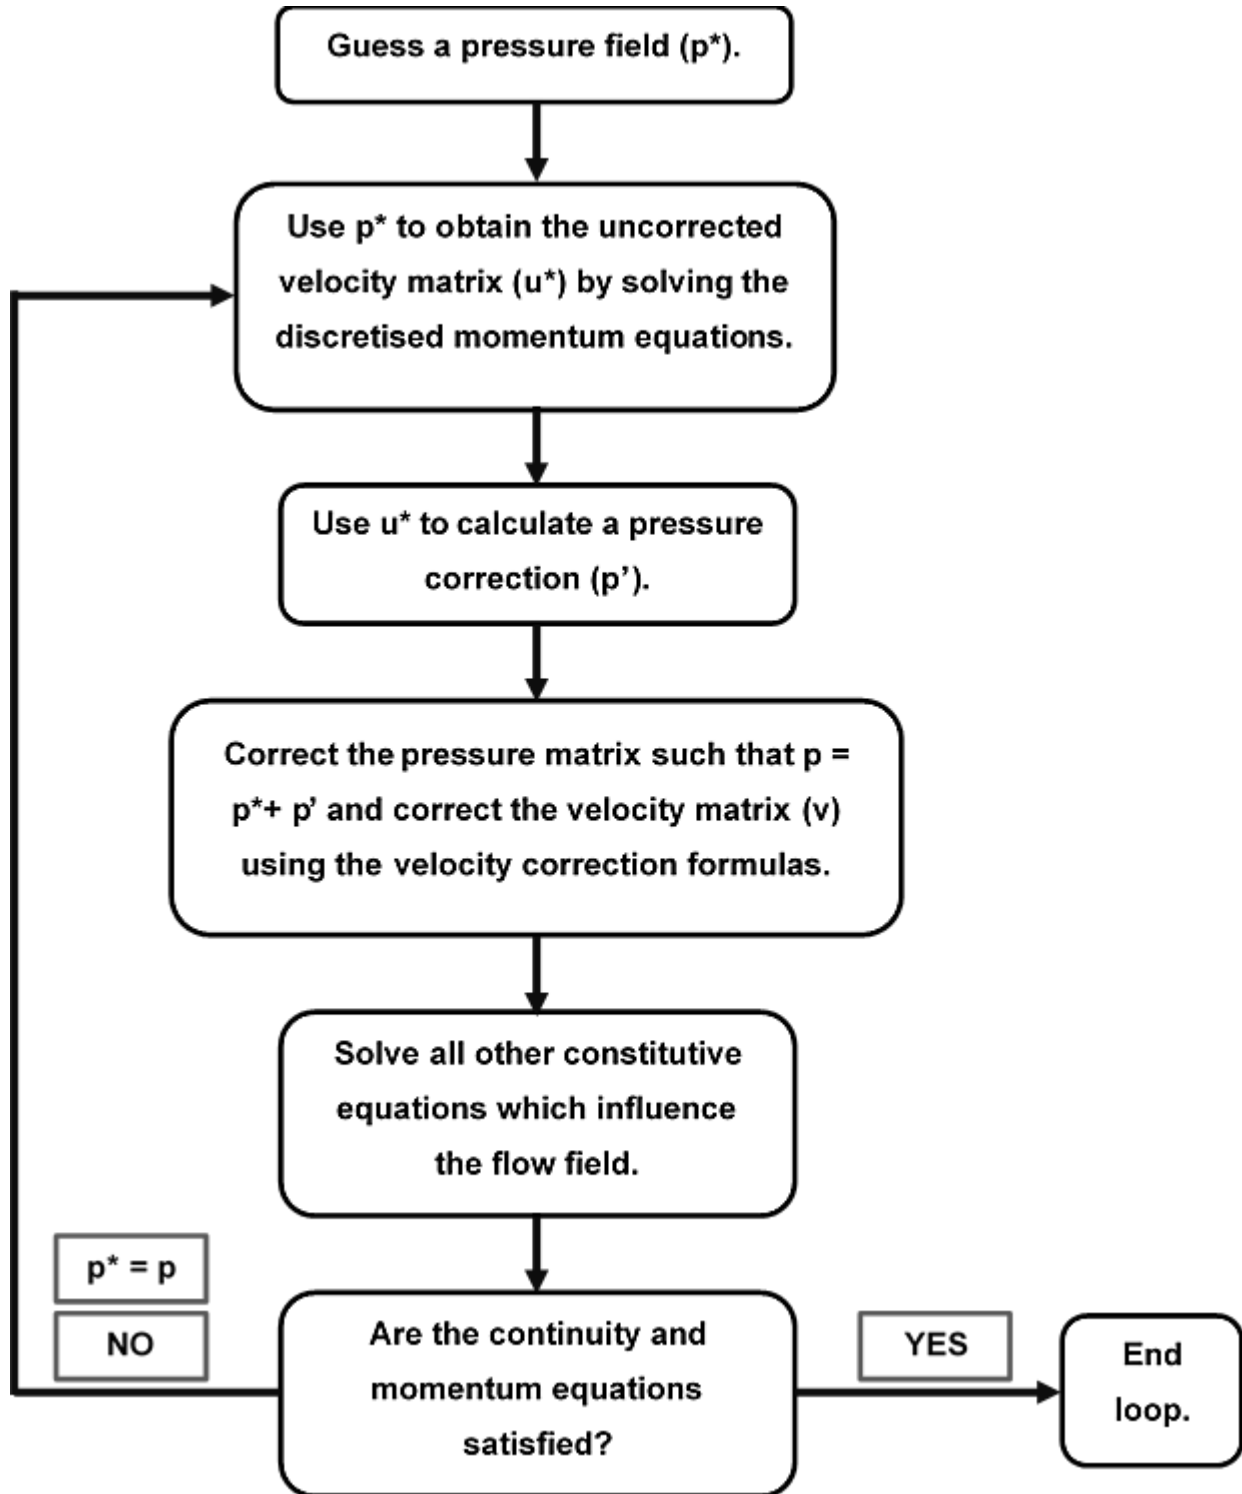 Guess a pressure field (p*).
Use p* to obtain the uncorrected
velocity matrix (u*) by solving the
discretised momentum equations.
Use u* to calculate a pressure
correction (p’).
Correct the pressure matrix such that p =
p*+ p’ and correct the velocity matrix (v)
using the velocity correction formulas.
Solve all other constitutive
equations which influence
the flow field.
p* = p
NO
Are the continuity and
momentum equations
satisfied?
YES
End
loop.